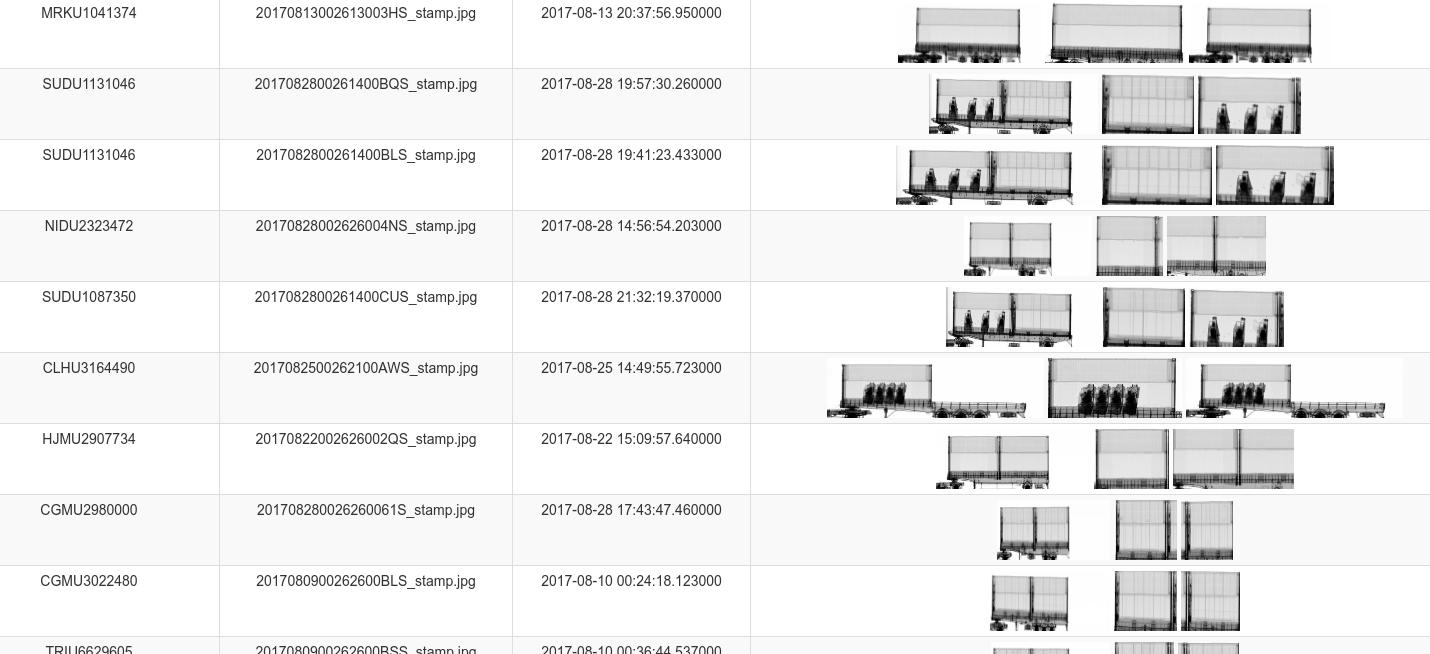 MRKU1041374 20170813002613003HS_stamp.jpg 2017-08-13 20:37:56.950000
SUDU1131046 2017082800261400BQS_stamp.jpg 2017-08-28 19:57:30.260000
SUDU1131046 2017082800261400BLS_stamp.jpg 2017-08-28 19:41:23.433000
NIDU2323472 20170828002626004NS_stamp.jpg 2017-08-28 14:56:54.203000
SUDU1087350 2017082800261400CUS_stamp.jpg 2017-08-28 21:32:19.370000
CLHU3164490 2017082500262100AWS_stamp.jpg 2017-08-25 14:49:55.723000
HJMU2907734 20170822002626002QS_stamp.jpg 2017-08-22 15:09:57.640000
CGMU2980000 201708280026260061S_stamp.jpg 2017-08-28 17:43:47.460000
CGMU3022480 2017080900262600BLS_stamp.jpg 2017-08-10 00:24:18.123000
TRIU6629605 2017080900262600BSS_stamp.jpg 2017-08-10 00:36:44.537000